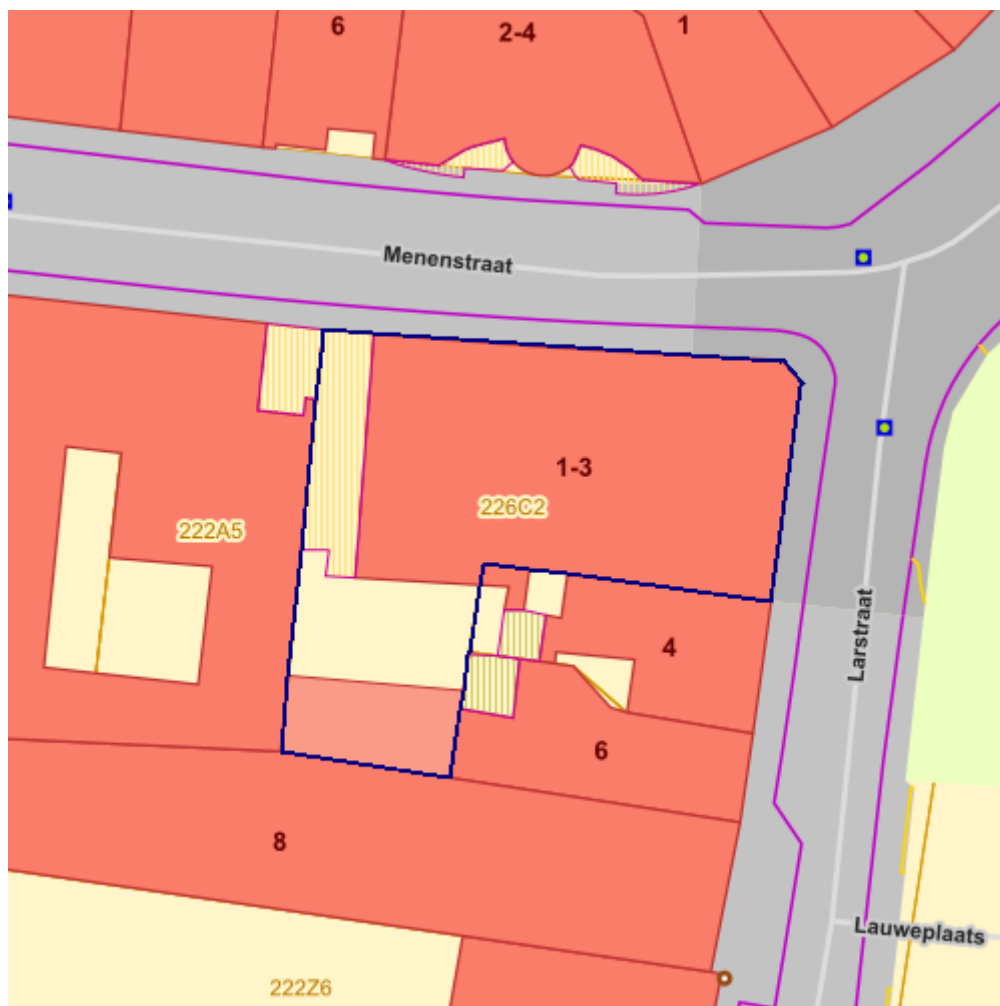 6
2-4
1
Menenstraat
1-3
226C2
222A5
4
Larstraat
6
8
Lauweplaats
222Z6